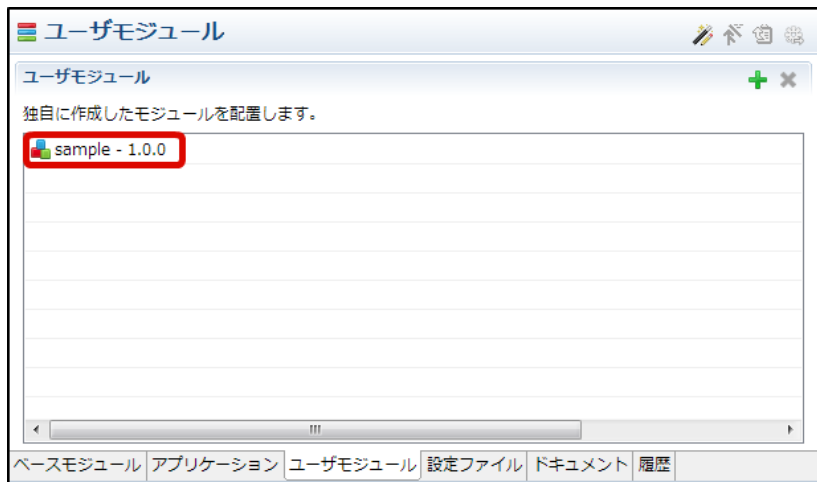 ユーザモジュール
ユーザモジュール
独自に作成したモジュールを配置します。
sample - 1.0.0
ベースモジュール アプリケーション ユーザモジュール 設定ファイル ドキュメント 履歴